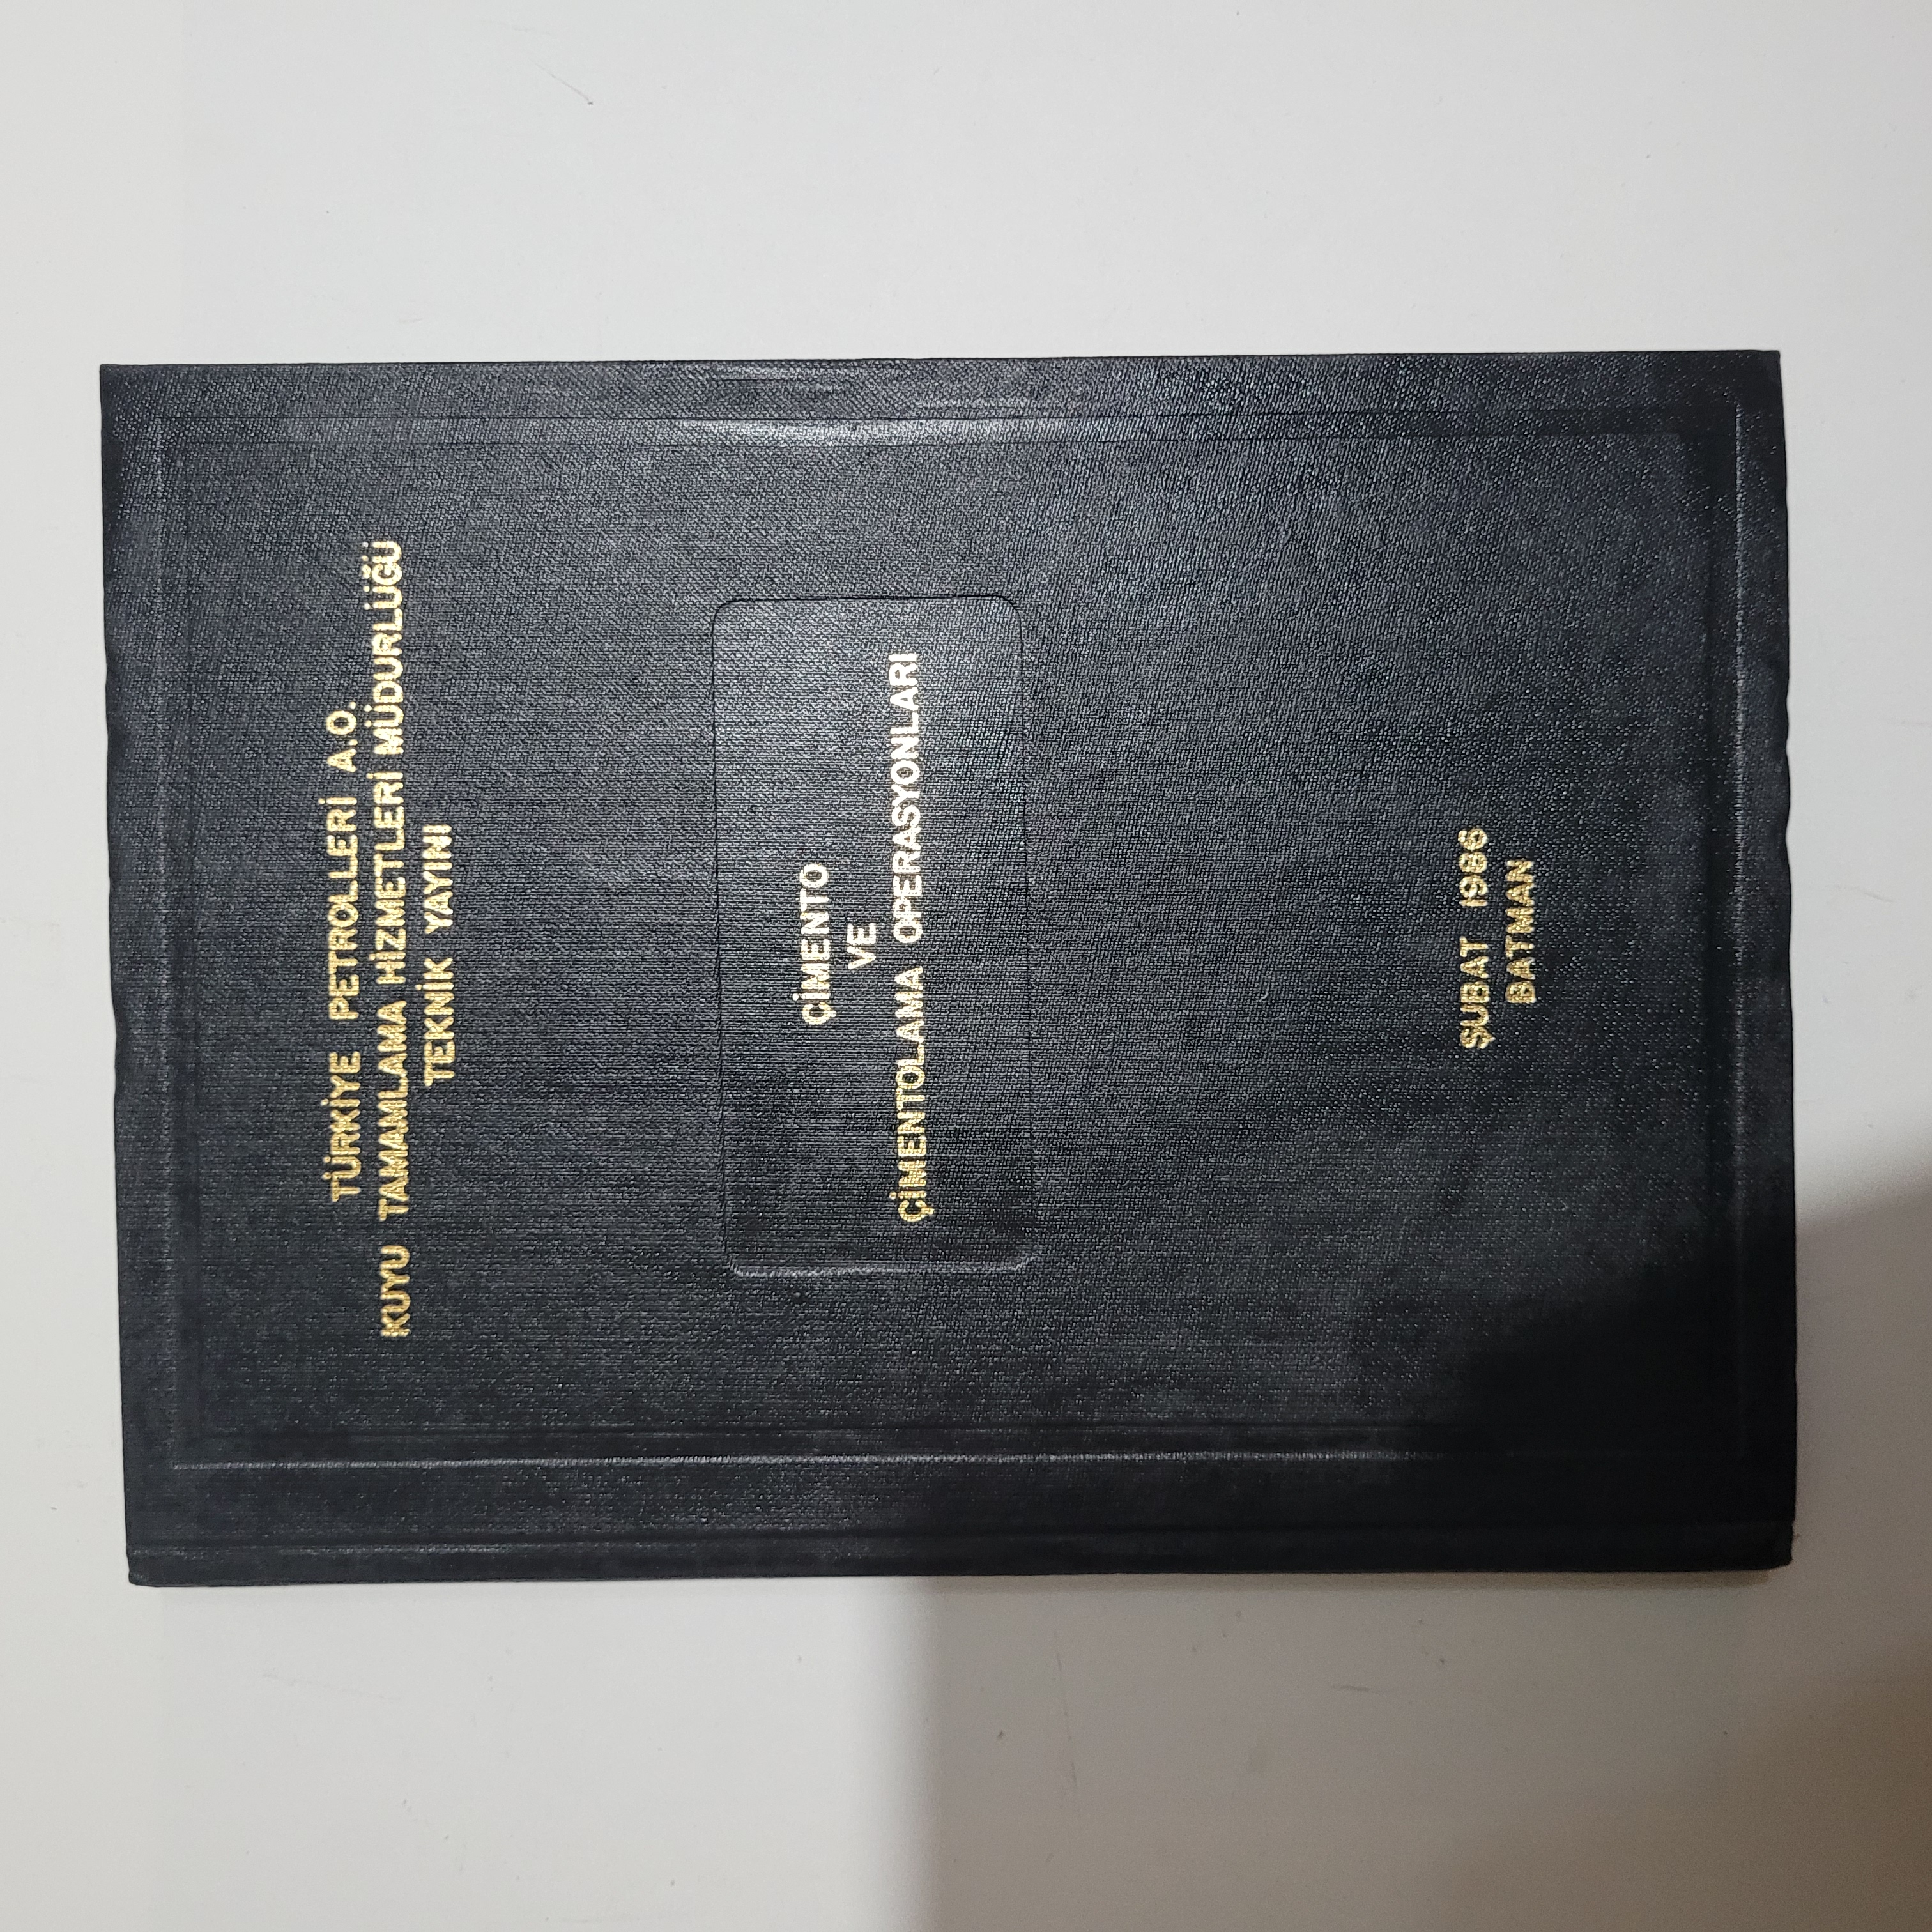 TÜRKİYE PETROLLERİ A.O.
KUYU TAMAMLAMA HİZMETLERİ MÜDÜRLÜĞÜ
TEKNİK YAYINI
ÇİMENTO
VE
ÇİMENTOLAMA OPERASYONLARI
ŞUBAT 1986
BATMAN